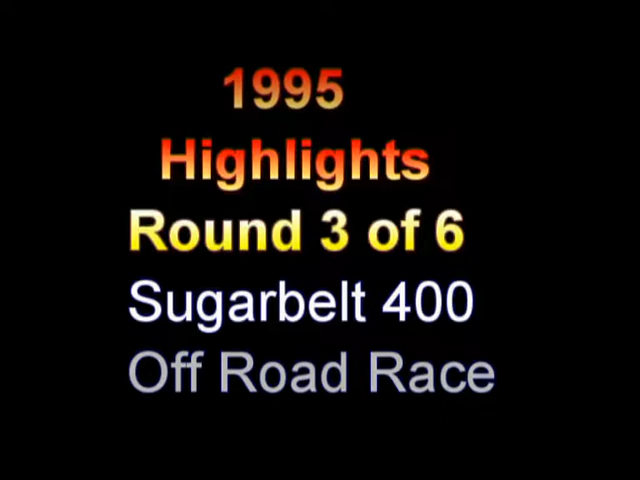 1995
Highlights
Round 3 of 6
Sugarbelt 400
Off Road Race